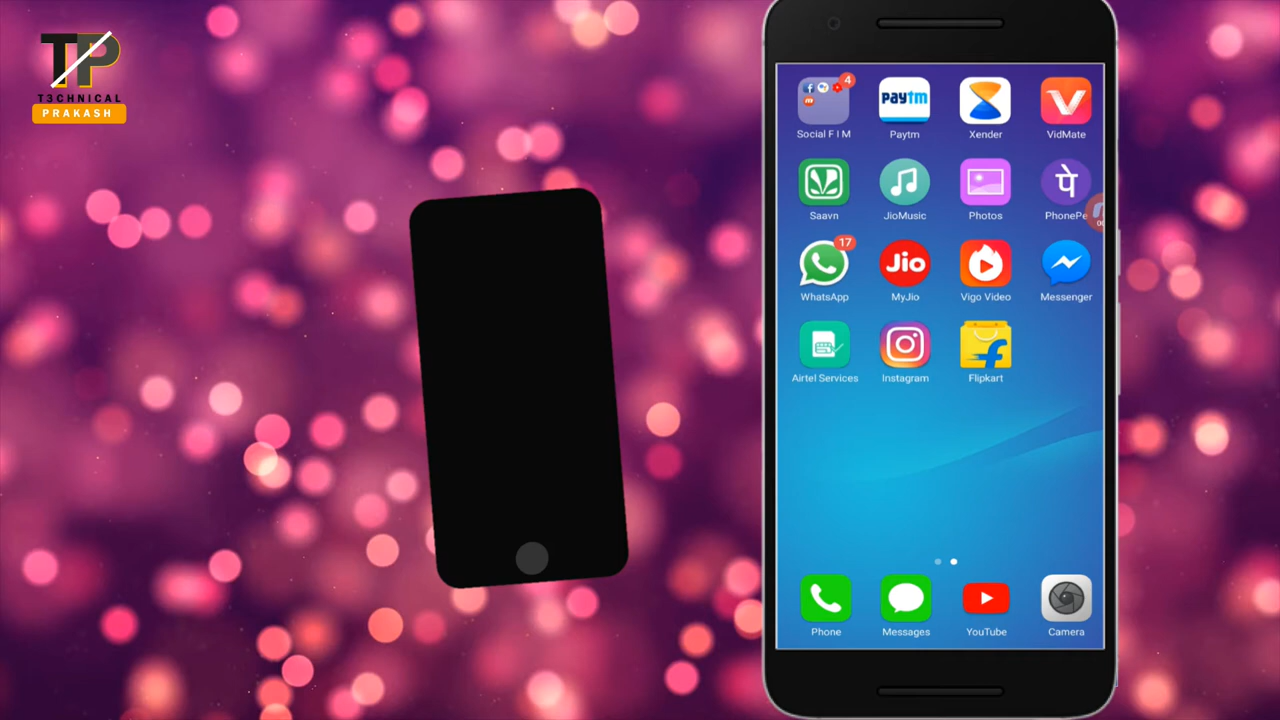 TP
T3CHNICAL
PRAKASH
4
Social F I M
Paytm
Paytm
Xender
VidMate
Saavn
JioMusic
Photos
पे
PhonePe
17
WhatsApp
Jio
MyJio
Vigo Video
Messenger
Airtel Services
Instagram
Flipkart
Phone
Messages
YouTube
Camera